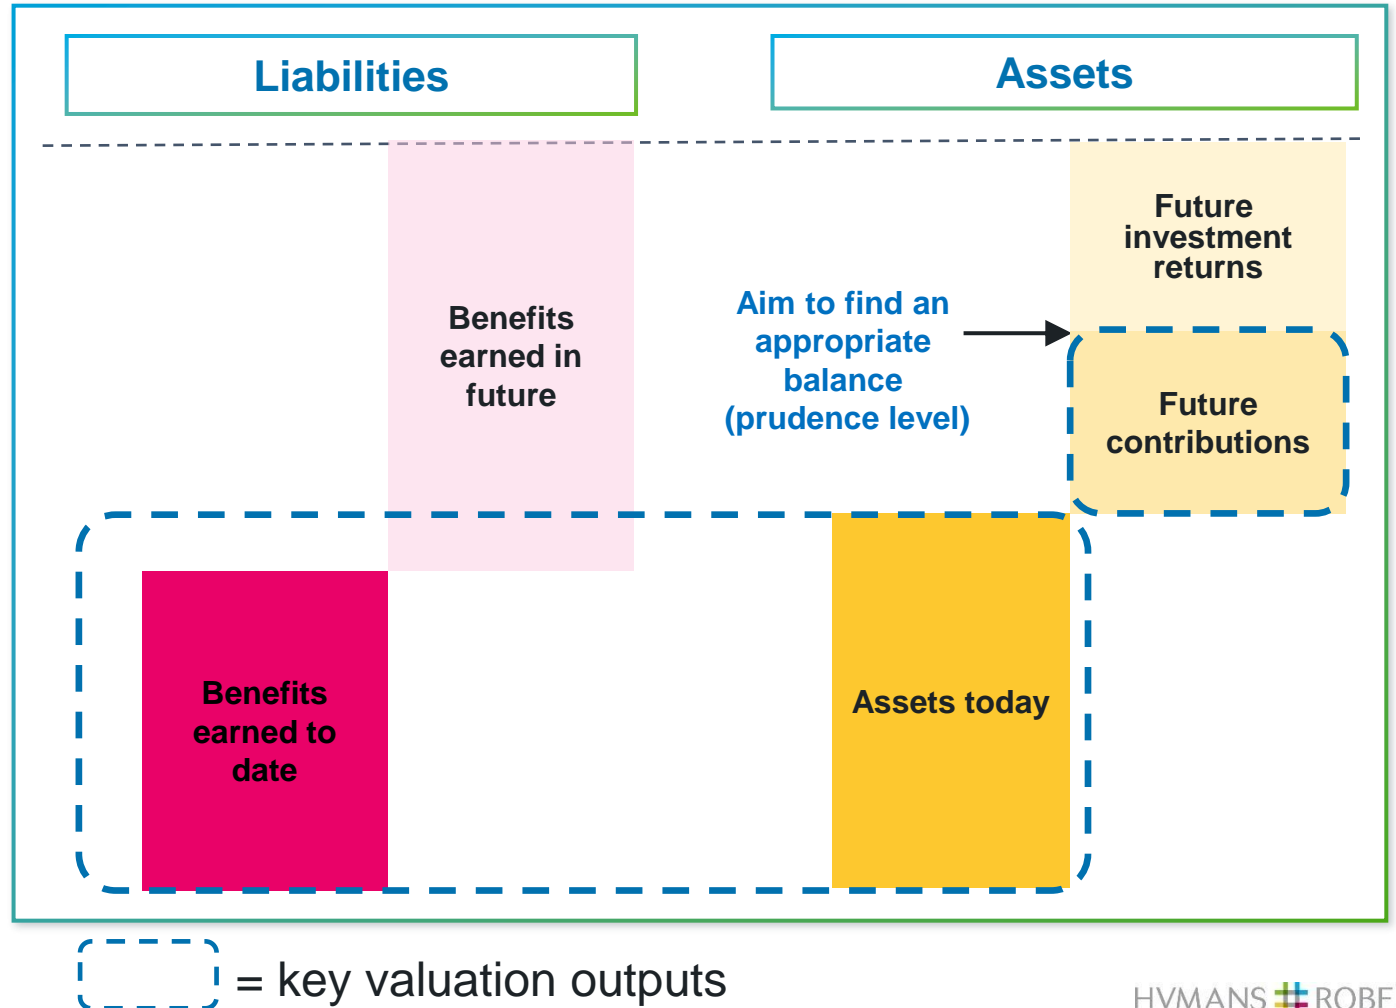 Liabilities
Assets
Future
investment
returns
Benefits
earned in
future
Aim to find an
appropriate
balance
(prudence level)
Future
contributions
Benefits
earned to
date
Assets today
= key valuation outputs
HYMANS ROBE